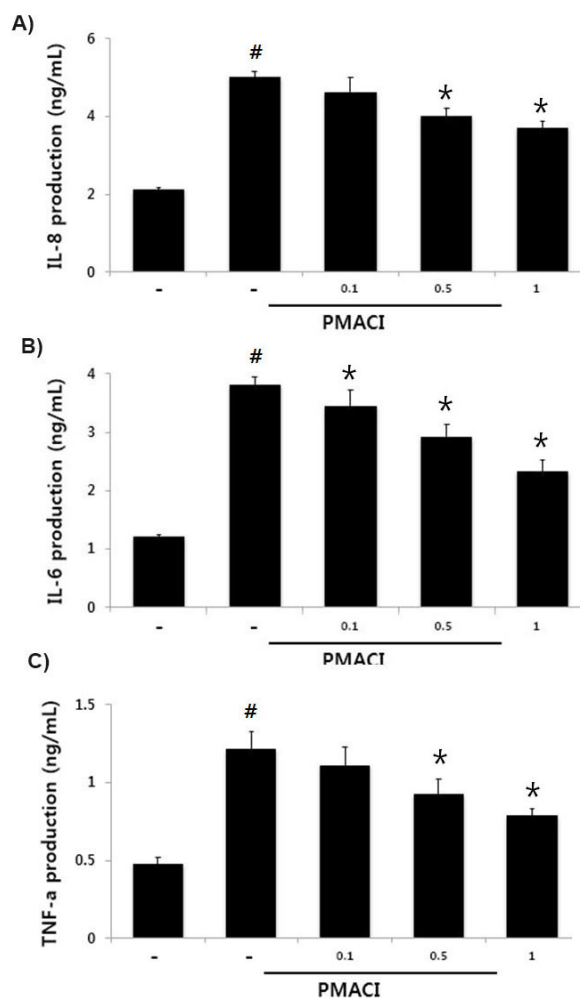 A)
IL-8 production (ng/mL)
6
4
2
0
#
*
*
- - 0.1 0.5 1
PMACI
B)
IL-6 production (ng/mL)
4
3
2
1
0
#
*
*
*
- - 0.1 0.5 1
PMACI
C)
TNF-a production (ng/mL)
1.5
1
0.5
0
#
*
*
- - 0.1 0.5 1
PMACI